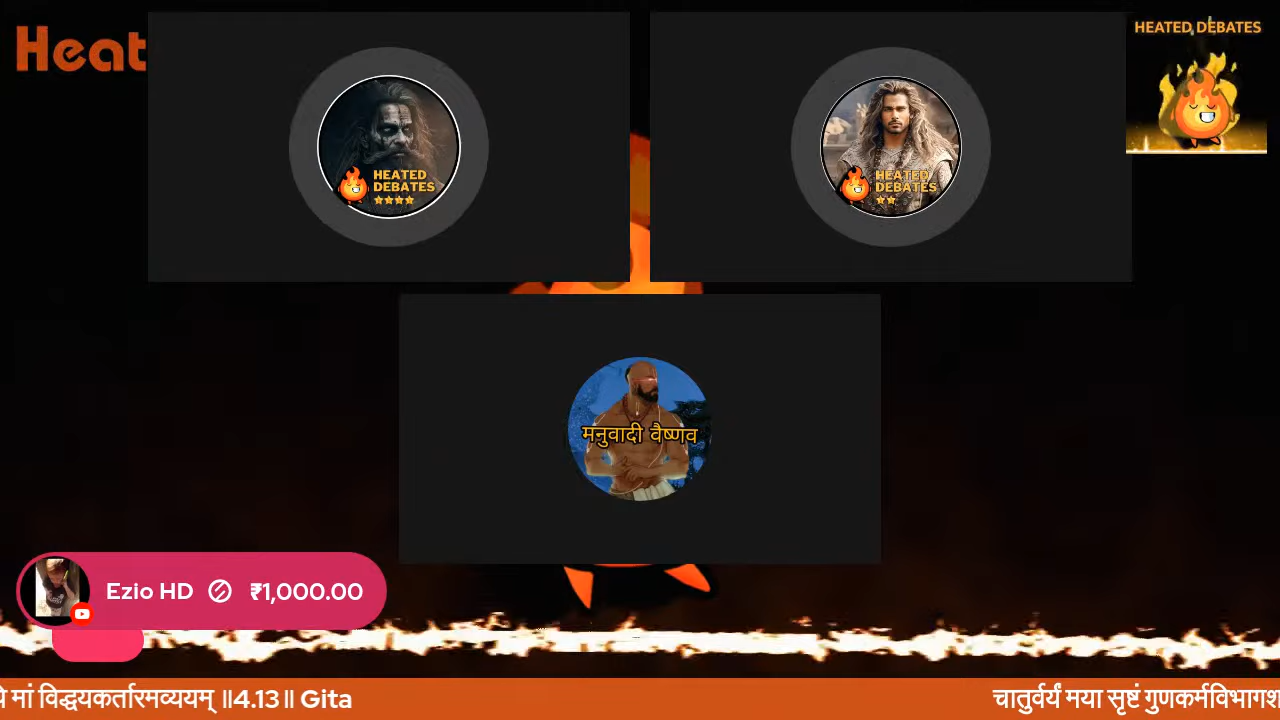 Heat
HEATED DEBATES
HEATED
DEBATES
HEATED
DEBATES
मनुवादी वैष्णव
Ezio HD ₹1,000.00
मां विद्धयकर्तारमव्ययम् ॥4.13॥ Gita
चातुर्वर्यं मया सृष्टं गुणकर्मविभागश